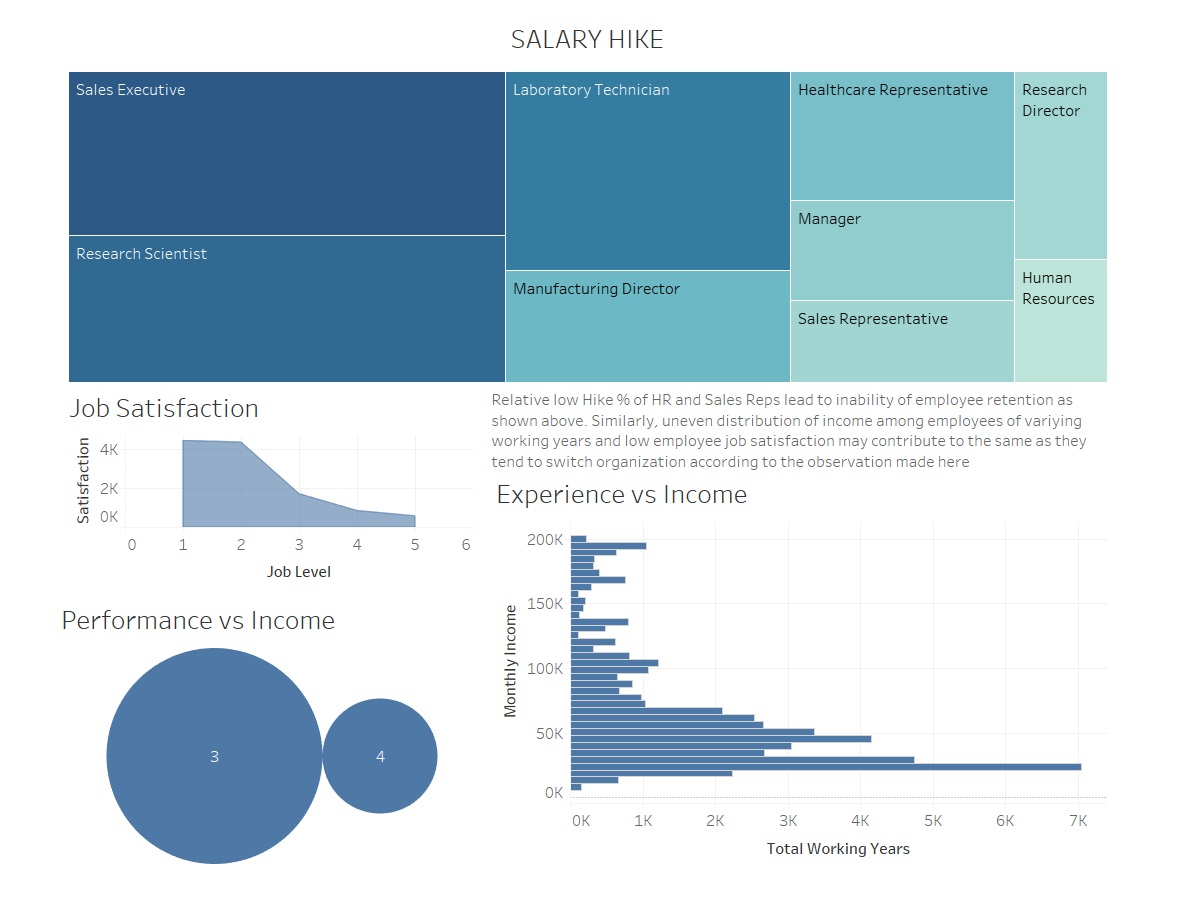 SALARY HIKE
Sales Executive
Laboratory Technician
Healthcare Representative
Research
Director
Manager
Research Scientist
Human
Resources
Manufacturing Director
Sales Representative
Job Satisfaction
Satisfaction
4K
2K
0K
0 1 2 3 4 5 6
Job Level
Relative low Hike % of HR and Sales Reps lead to inability of employee retention as
shown above. Similarly, uneven distribution of income among employees of variying
working years and low employee job satisfaction may contribute to the same as they
tend to switch organization according to the observation made here
Performance vs Income
3
4
Experience vs Income
Monthly Income
200K
150K
100K
50K
0K
0K 1K 2K 3K 4K 5K 6K 7K
Total Working Years